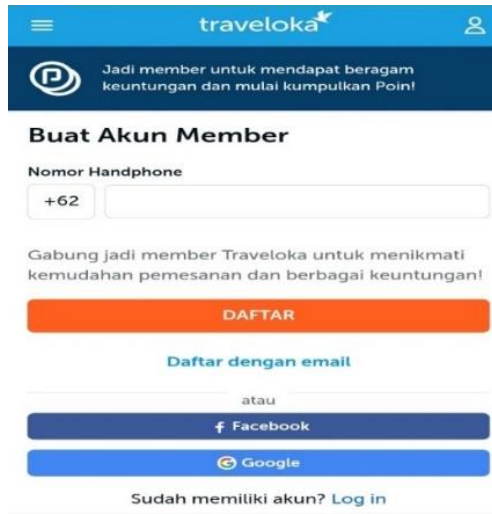 traveloka
Jadi member untuk mendapat beragam
keuntungan dan mulai kumpulkan Poin!
Buat Akun Member
Nomor Handphone
+62
Gabung jadi member Traveloka untuk menikmati
kemudahan pemesanan dan berbagai keuntungan!
DAFTAR
Daftar dengan email
atau
f Facebook
G Google
Sudah memiliki akun? Log in